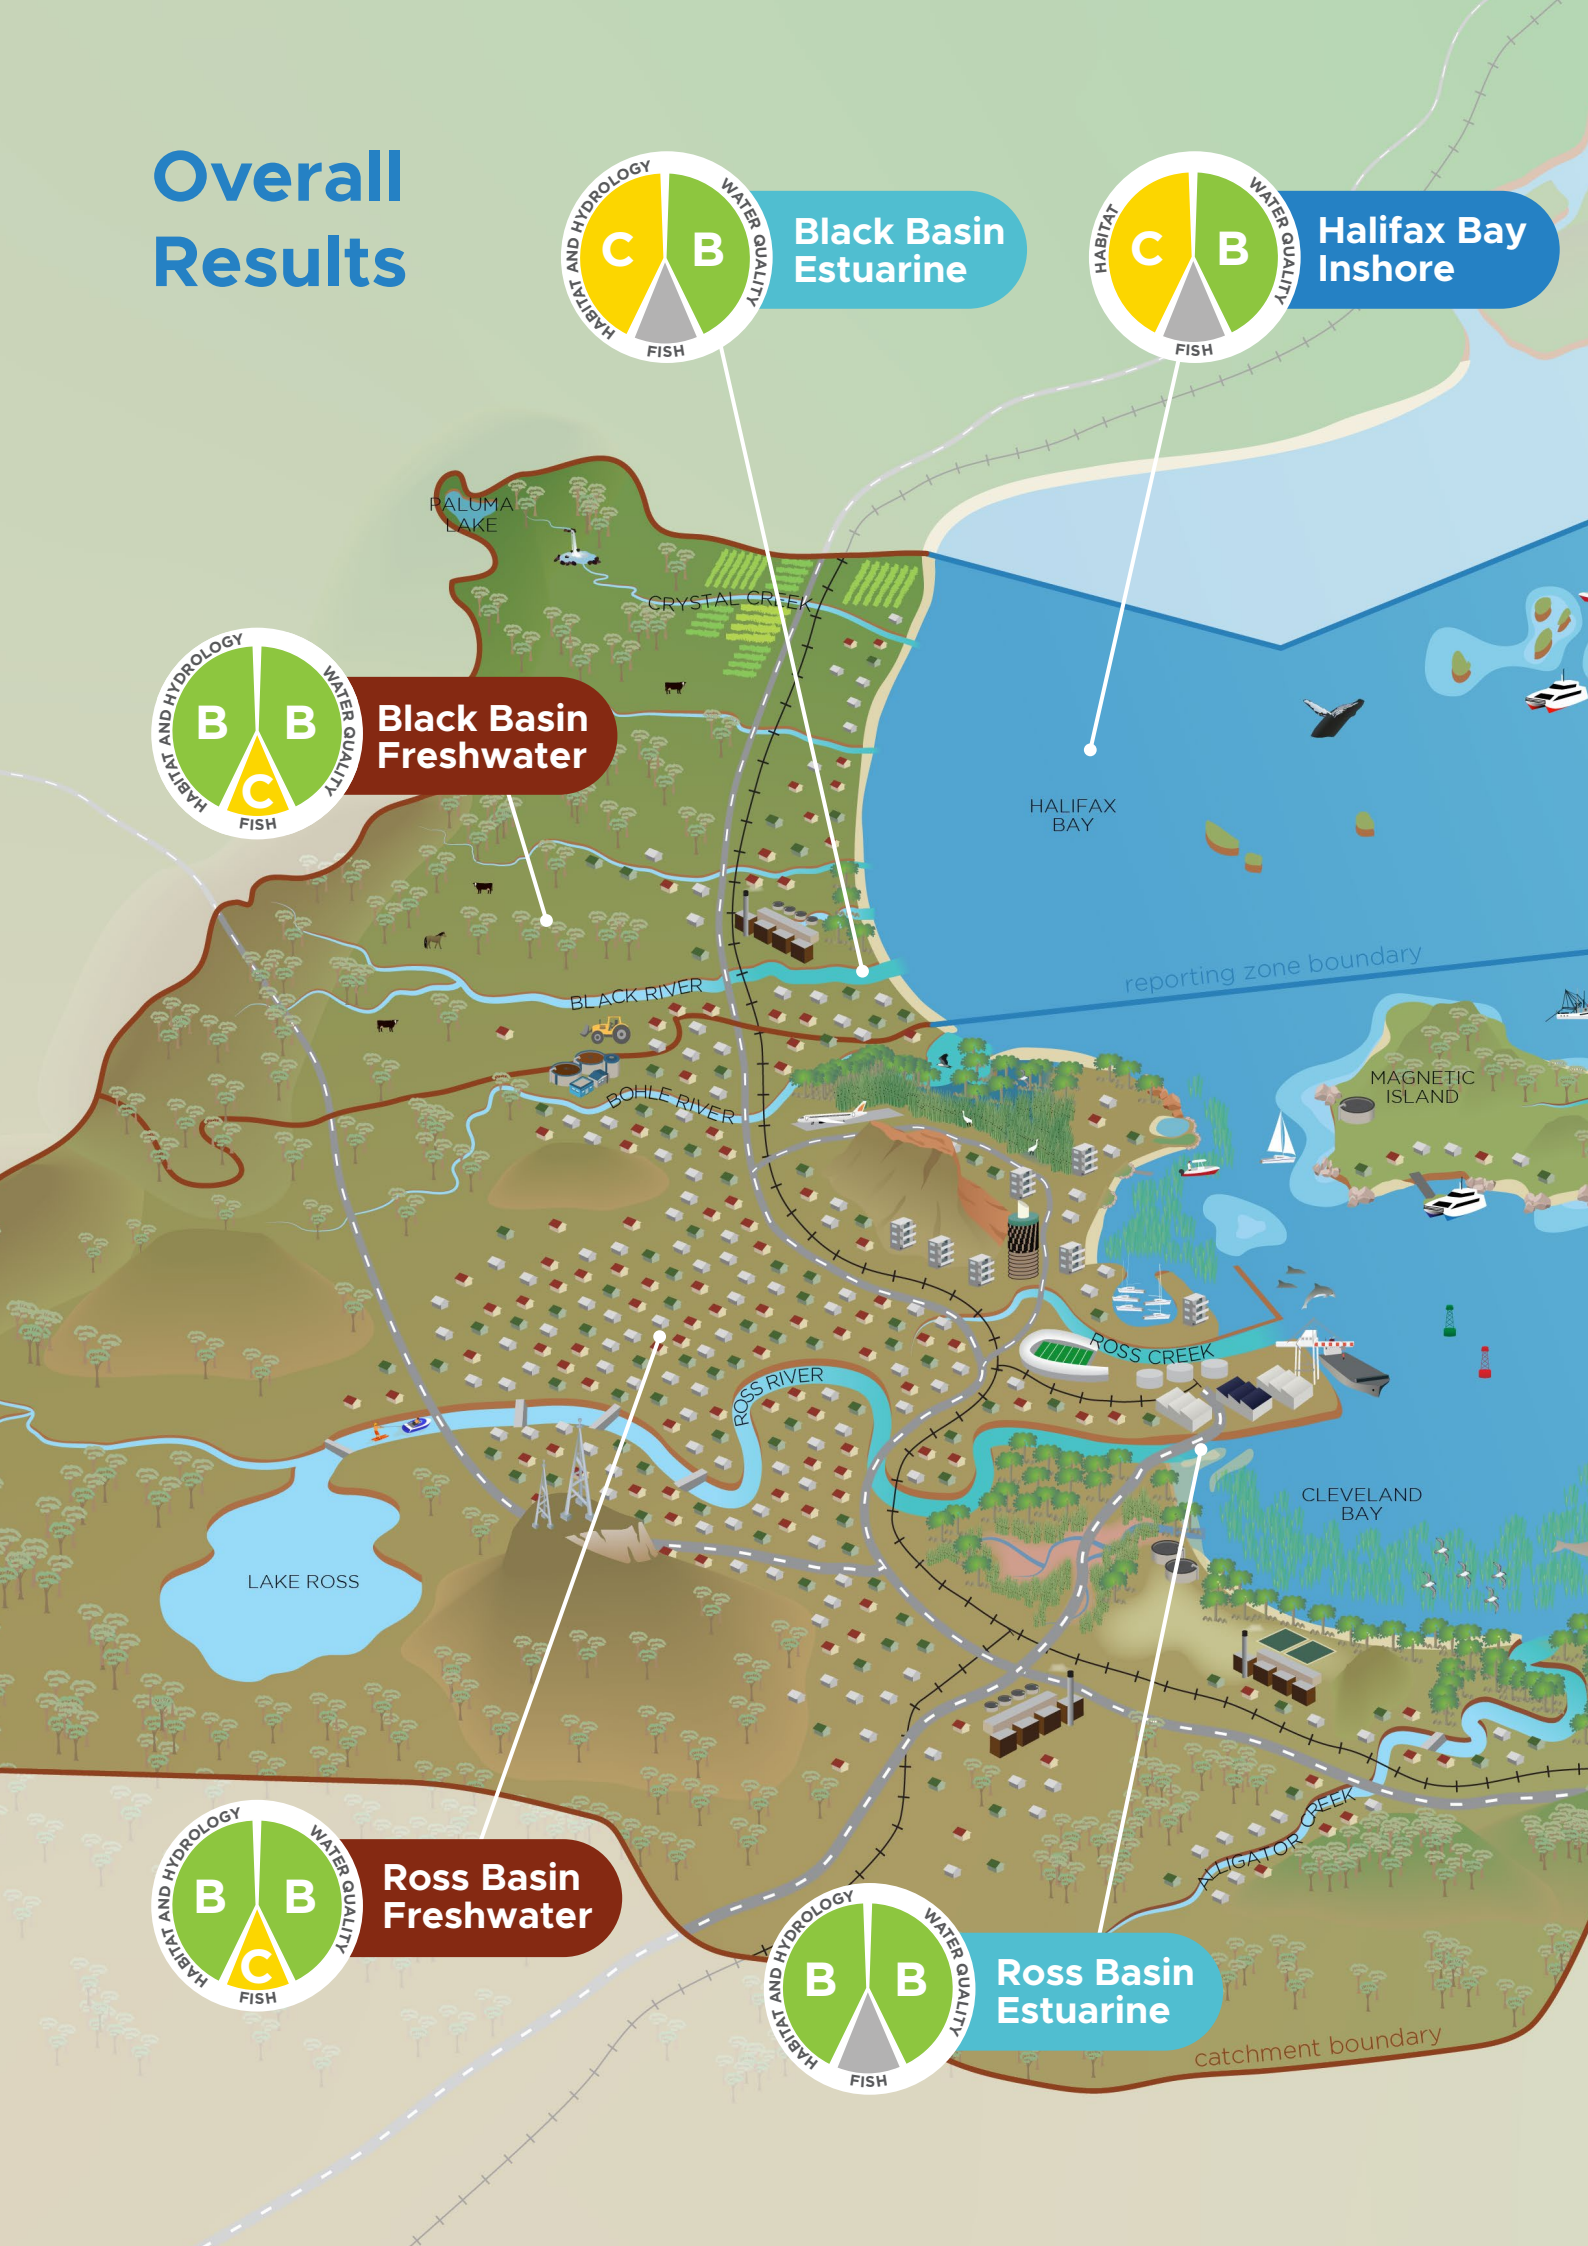 Overall
Results
HABITAT AND HYDROLOGY
WATER QUALITY
C
B
FISH
Black Basin
Estuarine
HABITAT
WATER QUALITY
C
B
FISH
Halifax Bay
Inshore
PALUMA
LAKE
CRYSTAL CREEK
HABITAT AND HYDROLOGY
WATER QUALITY
B
B
C
FISH
Black Basin
Freshwater
HALIFAX
BAY
reporting zone boundary
BLACK RIVER
BOHLE RIVER
MAGNETIC
ISLAND
ROSS CREEK
ROSS RIVER
CLEVELAND
BAY
LAKE ROSS
ALLIGATOR CREEK
HABITAT AND HYDROLOGY
WATER QUALITY
B
B
C
FISH
Ross Basin
Freshwater
HABITAT AND HYDROLOGY
WATER QUALITY
B
B
FISH
Ross Basin
Estuarine
catchment boundary